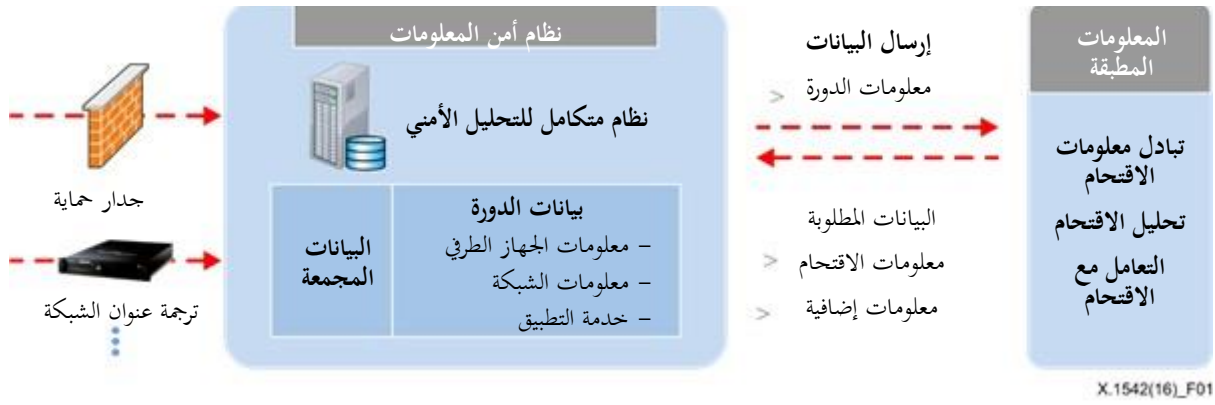 نظام أمن المعلومات
نظام متكامل للتحليل الأمني
البيانات
المجمعة
بيانات الدورة
– معلومات الجهاز الطرفي
– معلومات الشبكة
– خدمة التطبيق
جدار حماية
ترجمة عنوان الشبكة
إرسال البيانات
معلومات الدورة >
البيانات المطلوبة
معلومات الاقتحام >
معلومات إضافية >
المعلومات
المطبقة
تبادل معلومات
الاقتحام
تحليل الاقتحام
التعامل مع
الاقتحام
X.1542(16)_F01